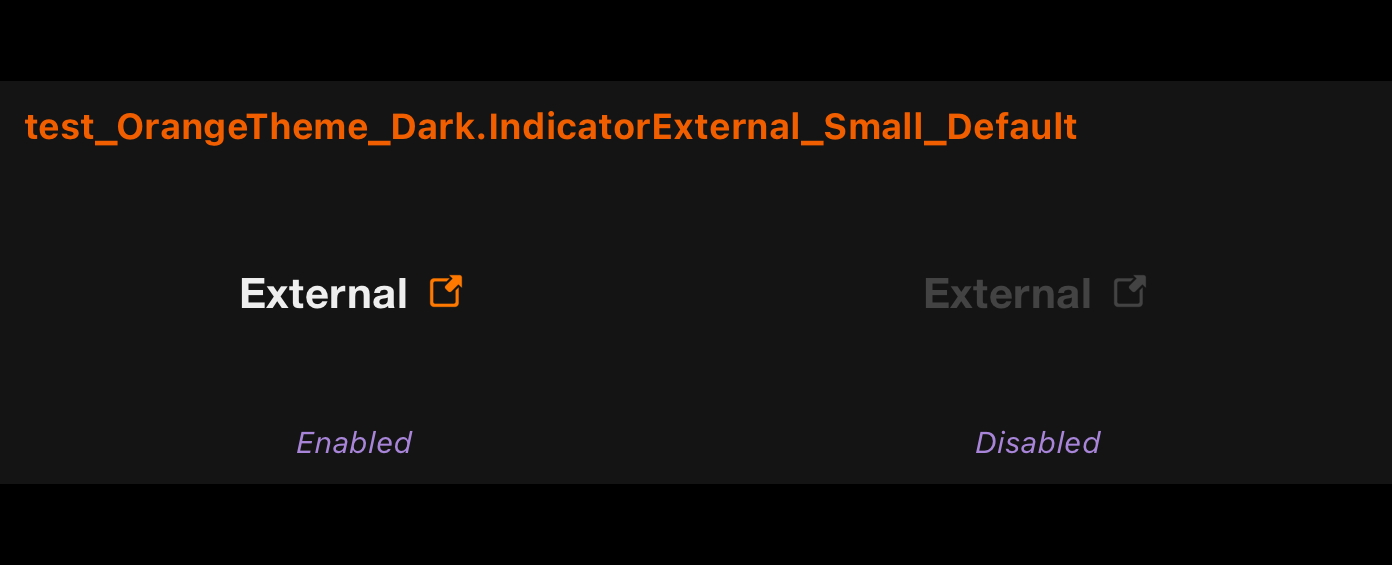 test_OrangeTheme_Dark.IndicatorExternal_Small_Default
External External
Enabled Disabled